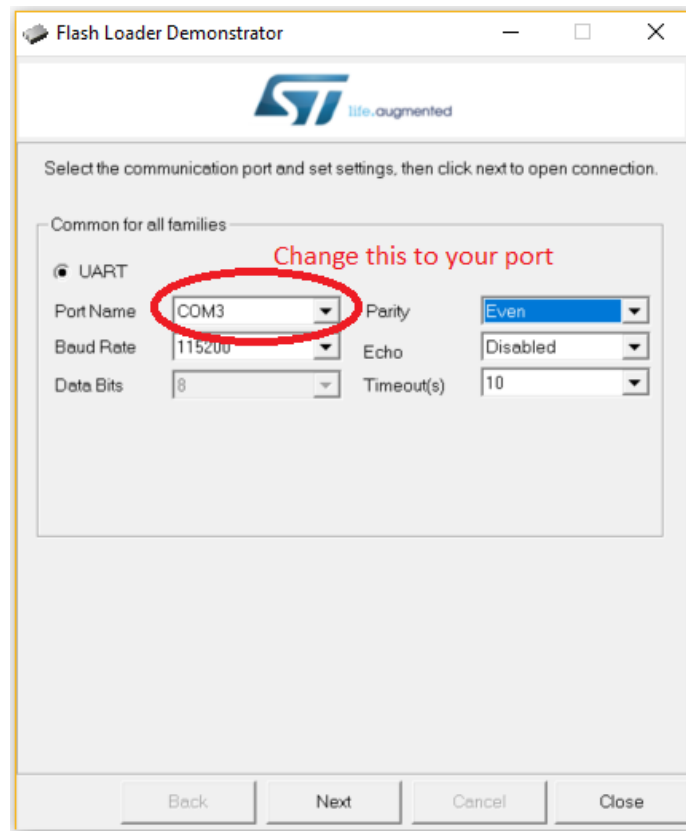 Flash Loader Demonstrator
ST life.augmented
Select the communication port and set settings, then click next to open connection.
Common for all families
Change this to your port
UART
Port Name COM3 Parity Even
Baud Rate 115200 Echo Disabled
Data Bits 8 Timeout(s) 10
Back Next Cancel Close